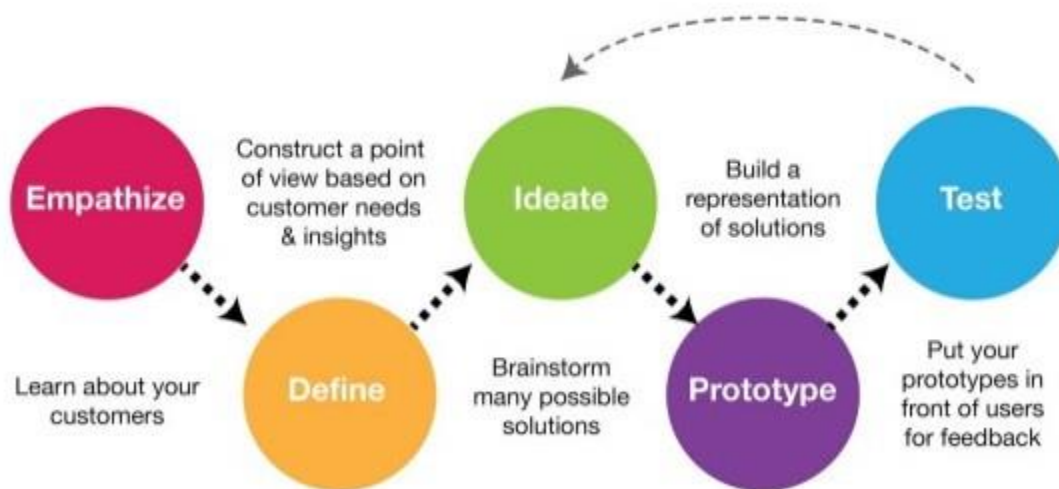 Empathize
Learn about your
customers
Construct a point
of view based on
customer needs
& insights
Define
Ideate
Brainstorm
many possible
solutions
Build a
representation
of solutions
Prototype
Test
Put your
prototypes in
front of users
for feedback